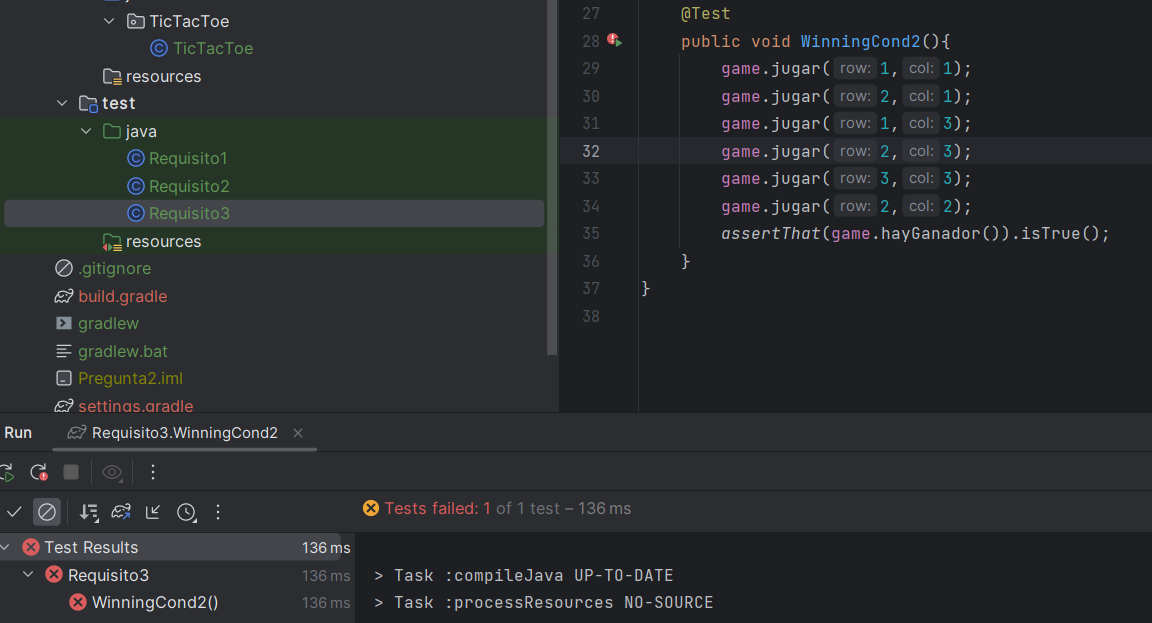 TicTacToe
TicTacToe
resources
test
java
Requisito1
Requisito2
Requisito3
resources
.gitignore
build.gradle
gradlew
gradlew.bat
Pregunta2.iml
settings.gradle
27 @Test
28 public void WinningCond2(){
29 game.jugar( row: 1, col: 1);
30 game.jugar( row: 2, col: 1);
31 game.jugar( row: 1, col: 3);
32 game.jugar( row: 2, col: 3);
33 game.jugar( row: 3, col: 3);
34 game.jugar( row: 2, col: 2);
35 assertThat(game.hayGanador()).isTrue();
36 }
37 }
38
Run Requisito3.WinningCond2
Tests failed: 1 of 1 test – 136 ms
Test Results 136 ms
Requisito3 136 ms
WinningCond2() 136 ms
> Task :compileJava UP-TO-DATE
> Task :processResources NO-SOURCE